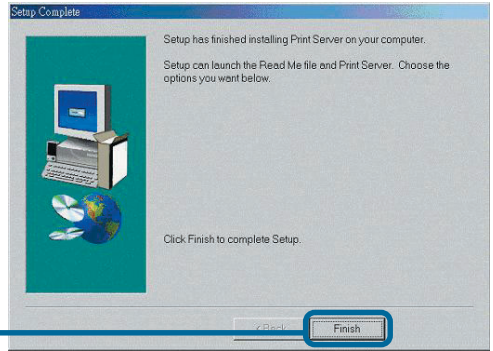 Setup Complete
Setup has finished installing Print Server on your computer.
Setup can launch the Read Me file and Print Server. Choose the
options you want below.
Click Finish to complete Setup.
< Back
Finish